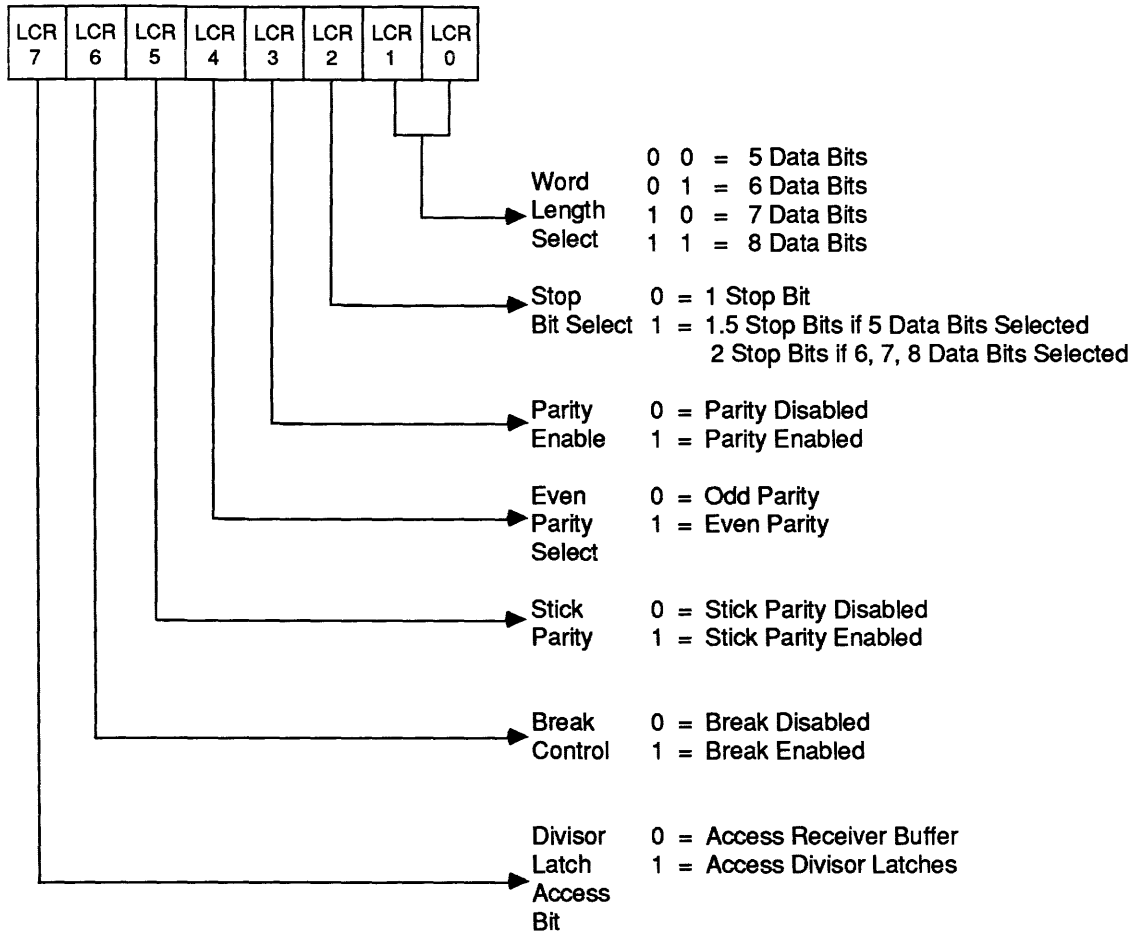 LCR LCR LCR LCR LCR LCR LCR LCR
7 6 5 4 3 2 1 0
0 0 = 5 Data Bits
Word 0 1 = 6 Data Bits
Length 1 0 = 7 Data Bits
Select 1 1 = 8 Data Bits
Stop 0 = 1 Stop Bit
Bit Select 1 = 1.5 Stop Bits if 5 Data Bits Selected
2 Stop Bits if 6, 7, 8 Data Bits Selected
Parity 0 = Parity Disabled
Enable 1 = Parity Enabled
Even 0 = Odd Parity
Parity 1 = Even Parity
Select
Stick 0 = Stick Parity Disabled
Parity 1 = Stick Parity Enabled
Break 0 = Break Disabled
Control 1 = Break Enabled
Divisor 0 = Access Receiver Buffer
Latch 1 = Access Divisor Latches
Access
Bit